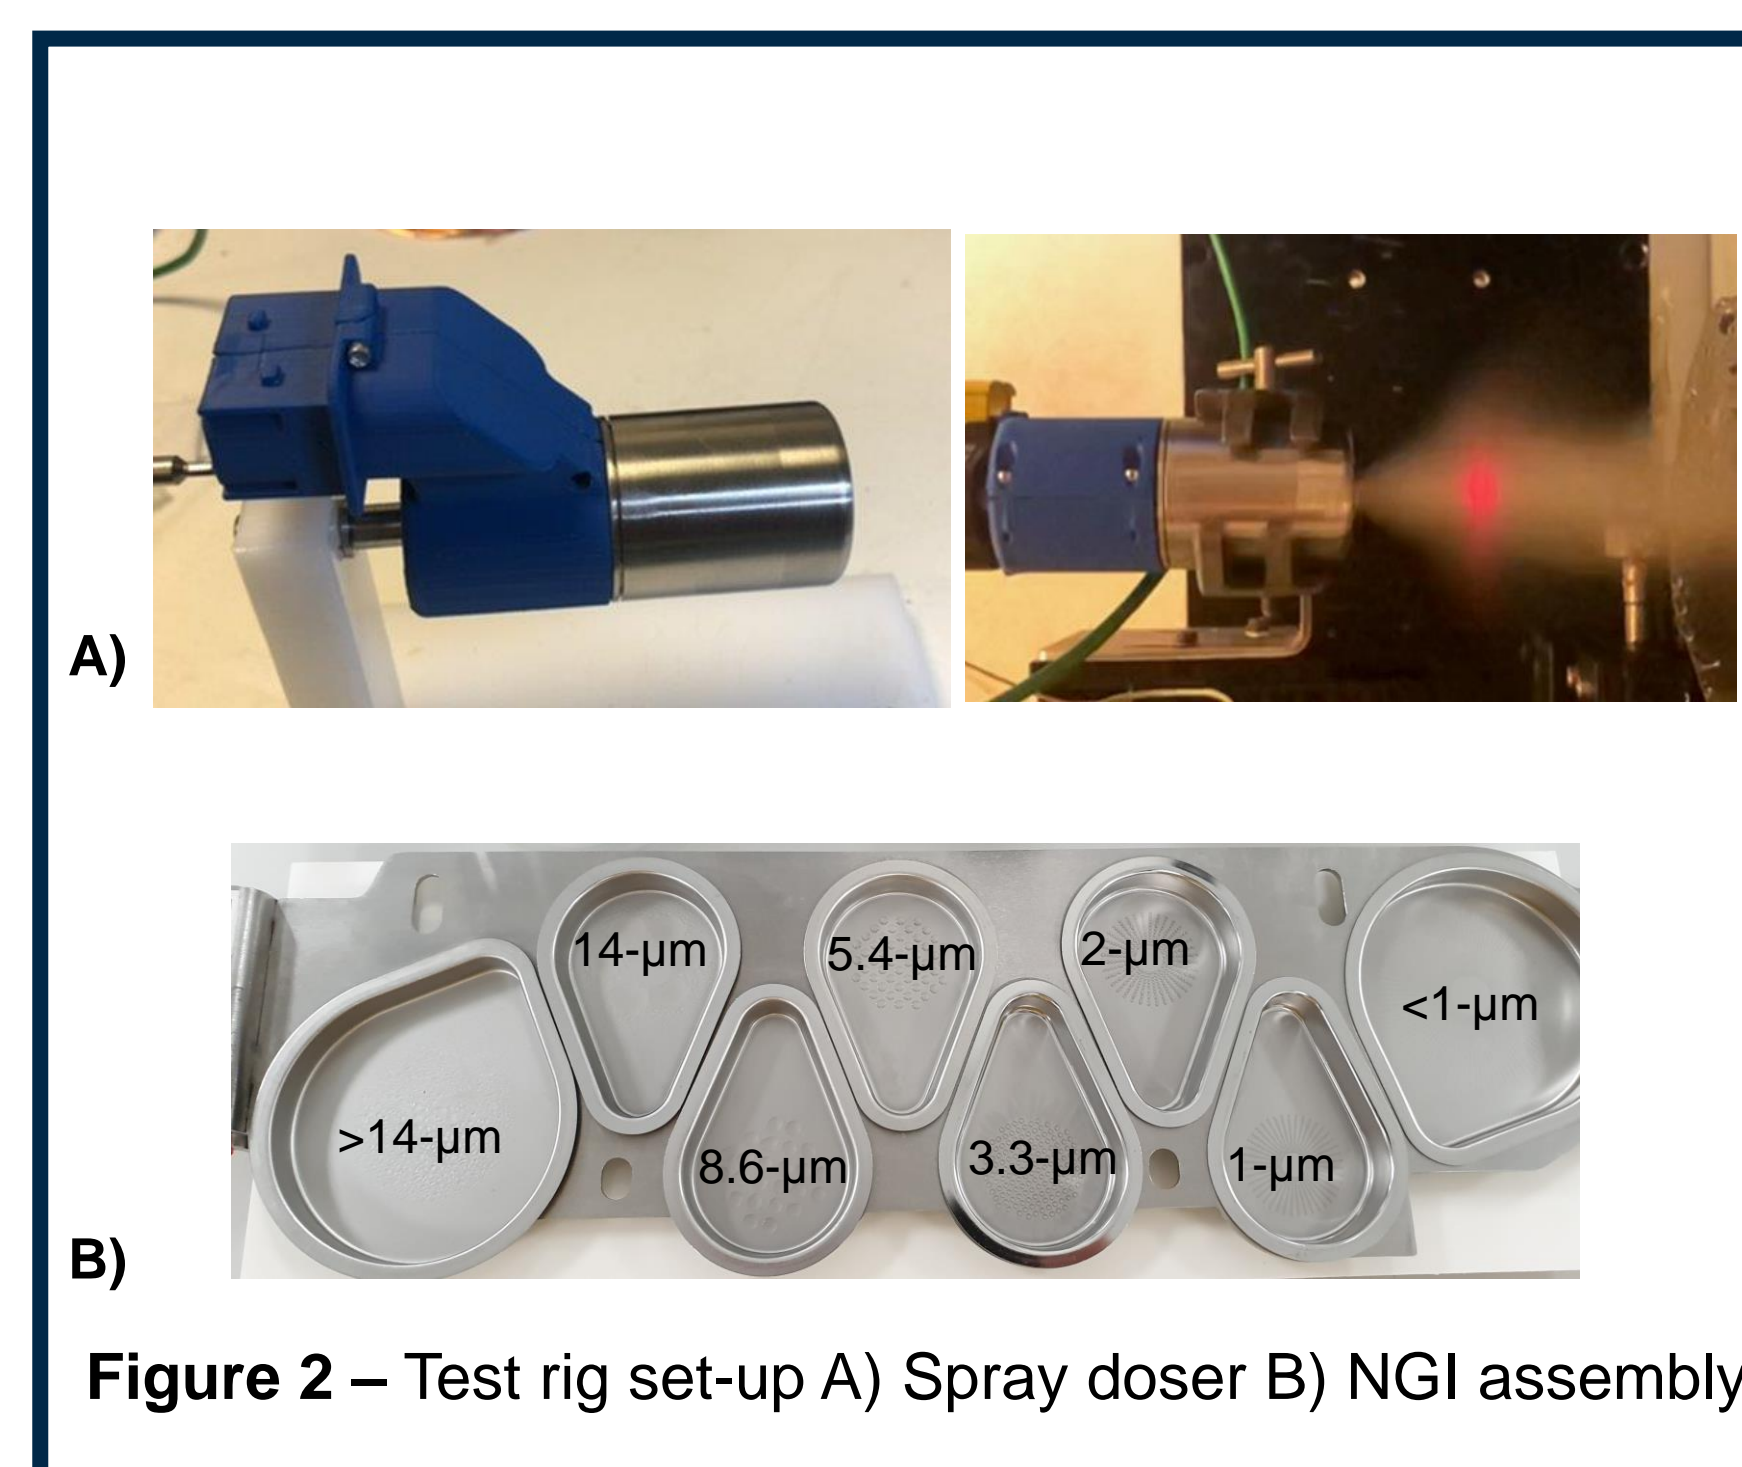 A)
14-µm
5.4-µm
2-µm
<1-µm
>14-µm
8.6-µm
3.3-µm
1-µm
B)
Figure 2 – Test rig set-up A) Spray doser B) NGI assembly